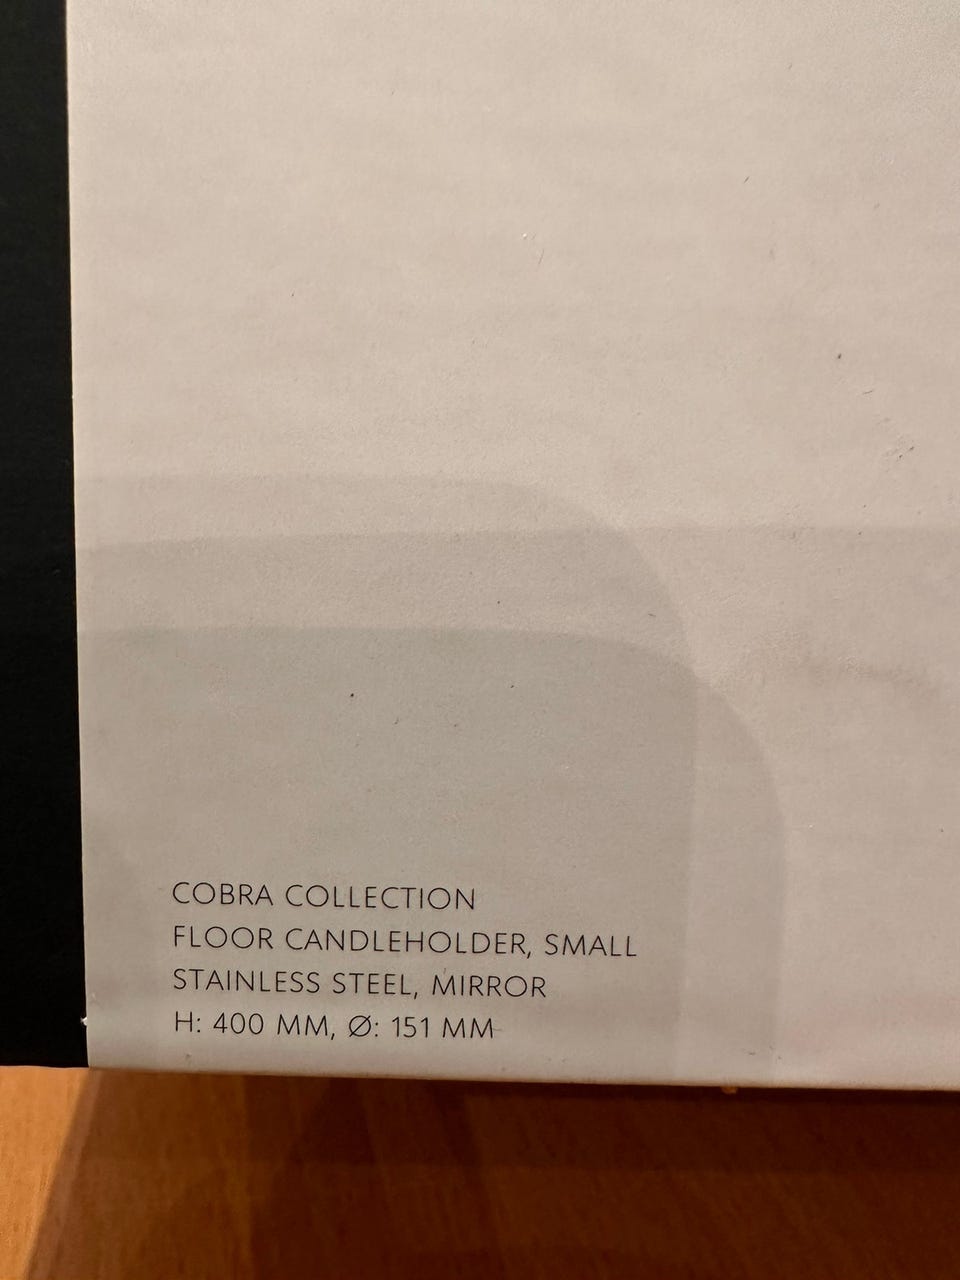 COBRA COLLECTION
FLOOR CANDLEHOLDER, SMALL
STAINLESS STEEL, MIRROR
H: 400 MM, Ø: 151 MM